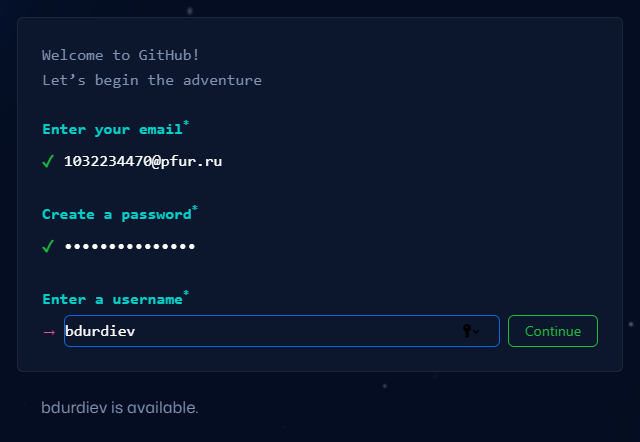 Welcome to GitHub!
Let’s begin the adventure
Enter your email*
✓ 1032234470@pfur.ru
Create a password*
✓ •••••••••••••••
Enter a username*
→ bdurdiev
Continue
bdurdiev is available.